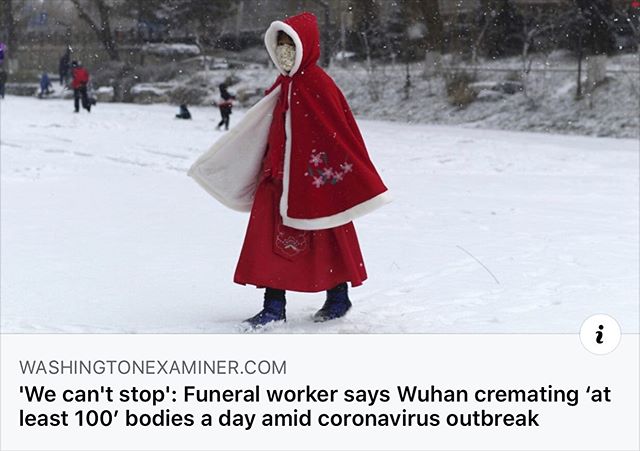 i
WASHINGTONEXAMINER.COM
'We can't stop': Funeral worker says Wuhan cremating ‘at
least 100’ bodies a day amid coronavirus outbreak